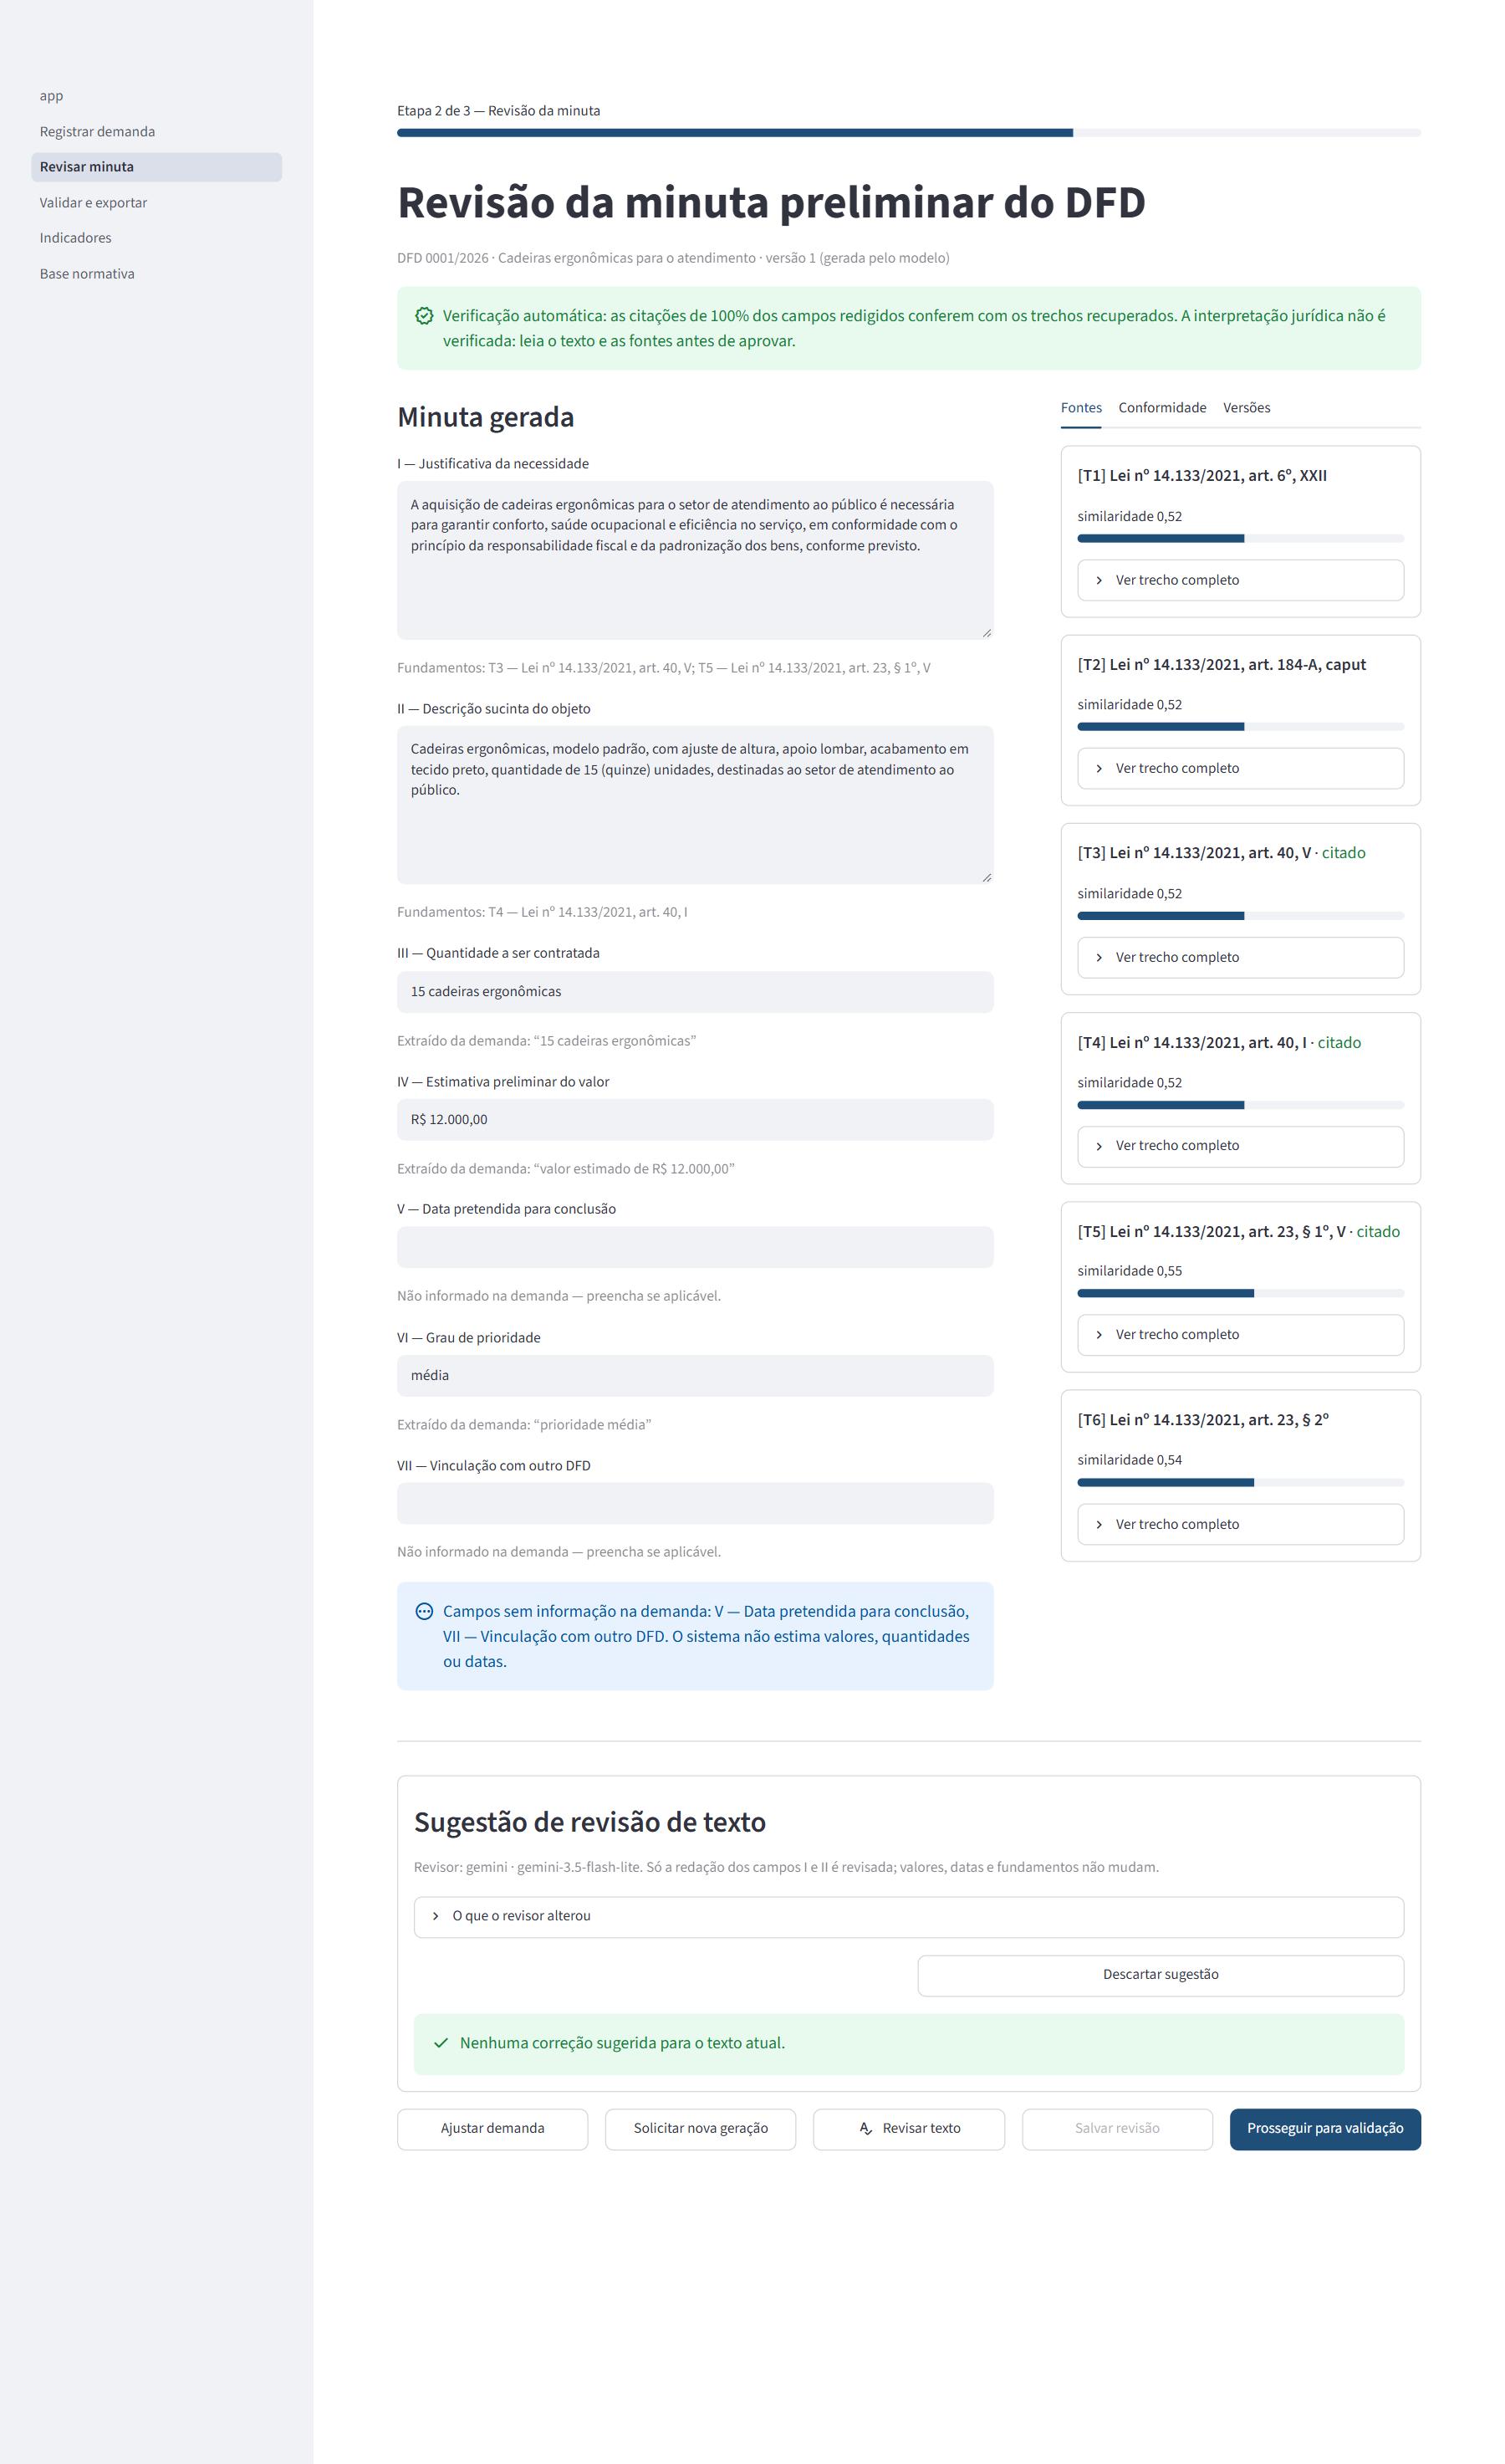 app
Registrar demanda
Revisar minuta
Validar e exportar
Indicadores
Base normativa
Etapa 2 de 3 — Revisão da minuta
Revisão da minuta preliminar do DFD
DFD 0001/2026 · Cadeiras ergonômicas para o atendimento · versão 1 (gerada pelo modelo)
Verificação automática: as citações de 100% dos campos redigidos conferem com os trechos recuperados. A interpretação jurídica não é
verificada: leia o texto e as fontes antes de aprovar.
Minuta gerada
I — Justificativa da necessidade
A aquisição de cadeiras ergonômicas para o setor de atendimento ao público é necessária
para garantir conforto, saúde ocupacional e eficiência no serviço, em conformidade com o
princípio da responsabilidade fiscal e da padronização dos bens, conforme previsto.
Fundamentos: T3 — Lei nº 14.133/2021, art. 40, V; T5 — Lei nº 14.133/2021, art. 23, § 1º, V
II — Descrição sucinta do objeto
Cadeiras ergonômicas, modelo padrão, com ajuste de altura, apoio lombar, acabamento em
tecido preto, quantidade de 15 (quinze) unidades, destinadas ao setor de atendimento ao
público.
Fundamentos: T4 — Lei nº 14.133/2021, art. 40, I
III — Quantidade a ser contratada
15 cadeiras ergonômicas
Extraído da demanda: “15 cadeiras ergonômicas”
IV — Estimativa preliminar do valor
R$ 12.000,00
Extraído da demanda: “valor estimado de R$ 12.000,00”
V — Data pretendida para conclusão
Não informado na demanda — preencha se aplicável.
VI — Grau de prioridade
média
Extraído da demanda: “prioridade média”
VII — Vinculação com outro DFD
Não informado na demanda — preencha se aplicável.
Campos sem informação na demanda: V — Data pretendida para conclusão,
VII — Vinculação com outro DFD. O sistema não estima valores, quantidades
ou datas.
Fontes
Conformidade
Versões
[T1] Lei nº 14.133/2021, art. 6º, XXII
similaridade 0,52
Ver trecho completo
[T2] Lei nº 14.133/2021, art. 184-A, caput
similaridade 0,52
Ver trecho completo
[T3] Lei nº 14.133/2021, art. 40, V · citado
similaridade 0,52
Ver trecho completo
[T4] Lei nº 14.133/2021, art. 40, I · citado
similaridade 0,52
Ver trecho completo
[T5] Lei nº 14.133/2021, art. 23, § 1º, V · citado
similaridade 0,55
Ver trecho completo
[T6] Lei nº 14.133/2021, art. 23, § 2º
similaridade 0,54
Ver trecho completo
Sugestão de revisão de texto
Revisor: gemini · gemini-3.5-flash-lite. Só a redação dos campos I e II é revisada; valores, datas e fundamentos não mudam.
O que o revisor alterou
Descartar sugestão
Nenhuma correção sugerida para o texto atual.
Ajustar demanda
Solicitar nova geração
Revisar texto
Salvar revisão
Prosseguir para validação